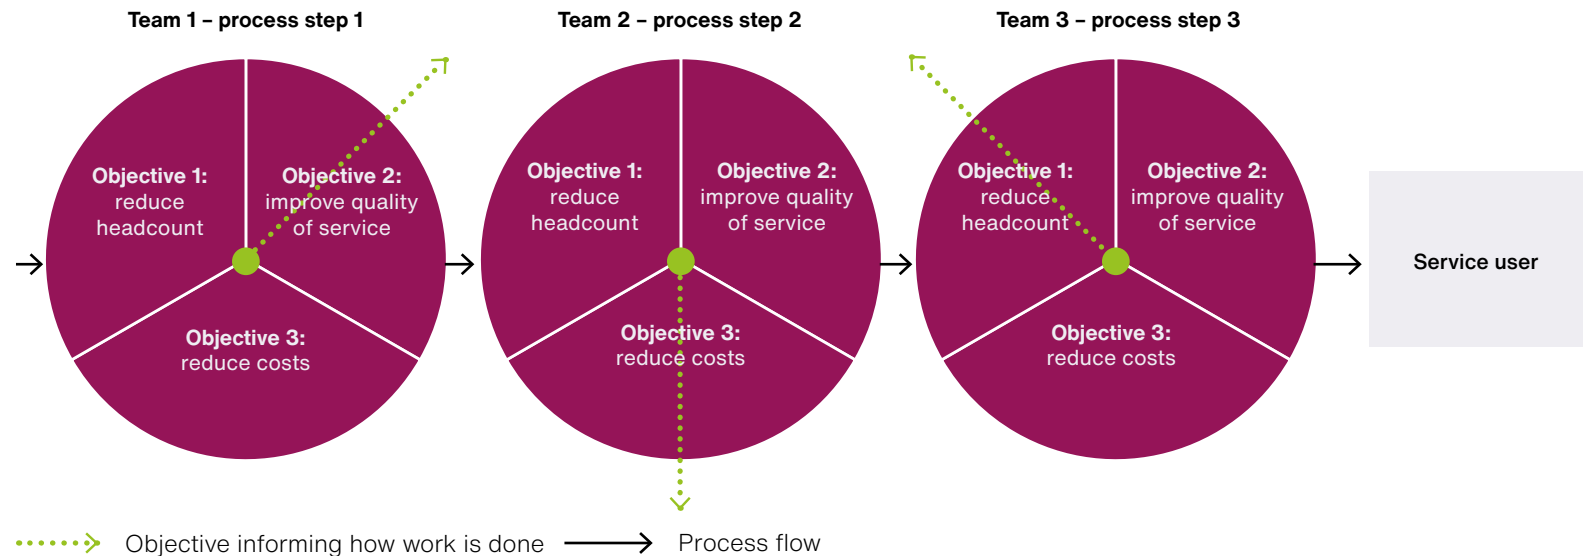 Team 1 – process step 1
Team 2 – process step 2
Team 3 – process step 3
Objective 1:
reduce
headcount
Objective 2:
improve quality
of service
Objective 3:
reduce costs
Objective 1:
reduce
headcount
Objective 2:
improve quality
of service
Objective 3:
reduce costs
Objective 1:
reduce
headcount
Objective 2:
improve quality
of service
Objective 3:
reduce costs
Service user
Objective informing how work is done
Process flow